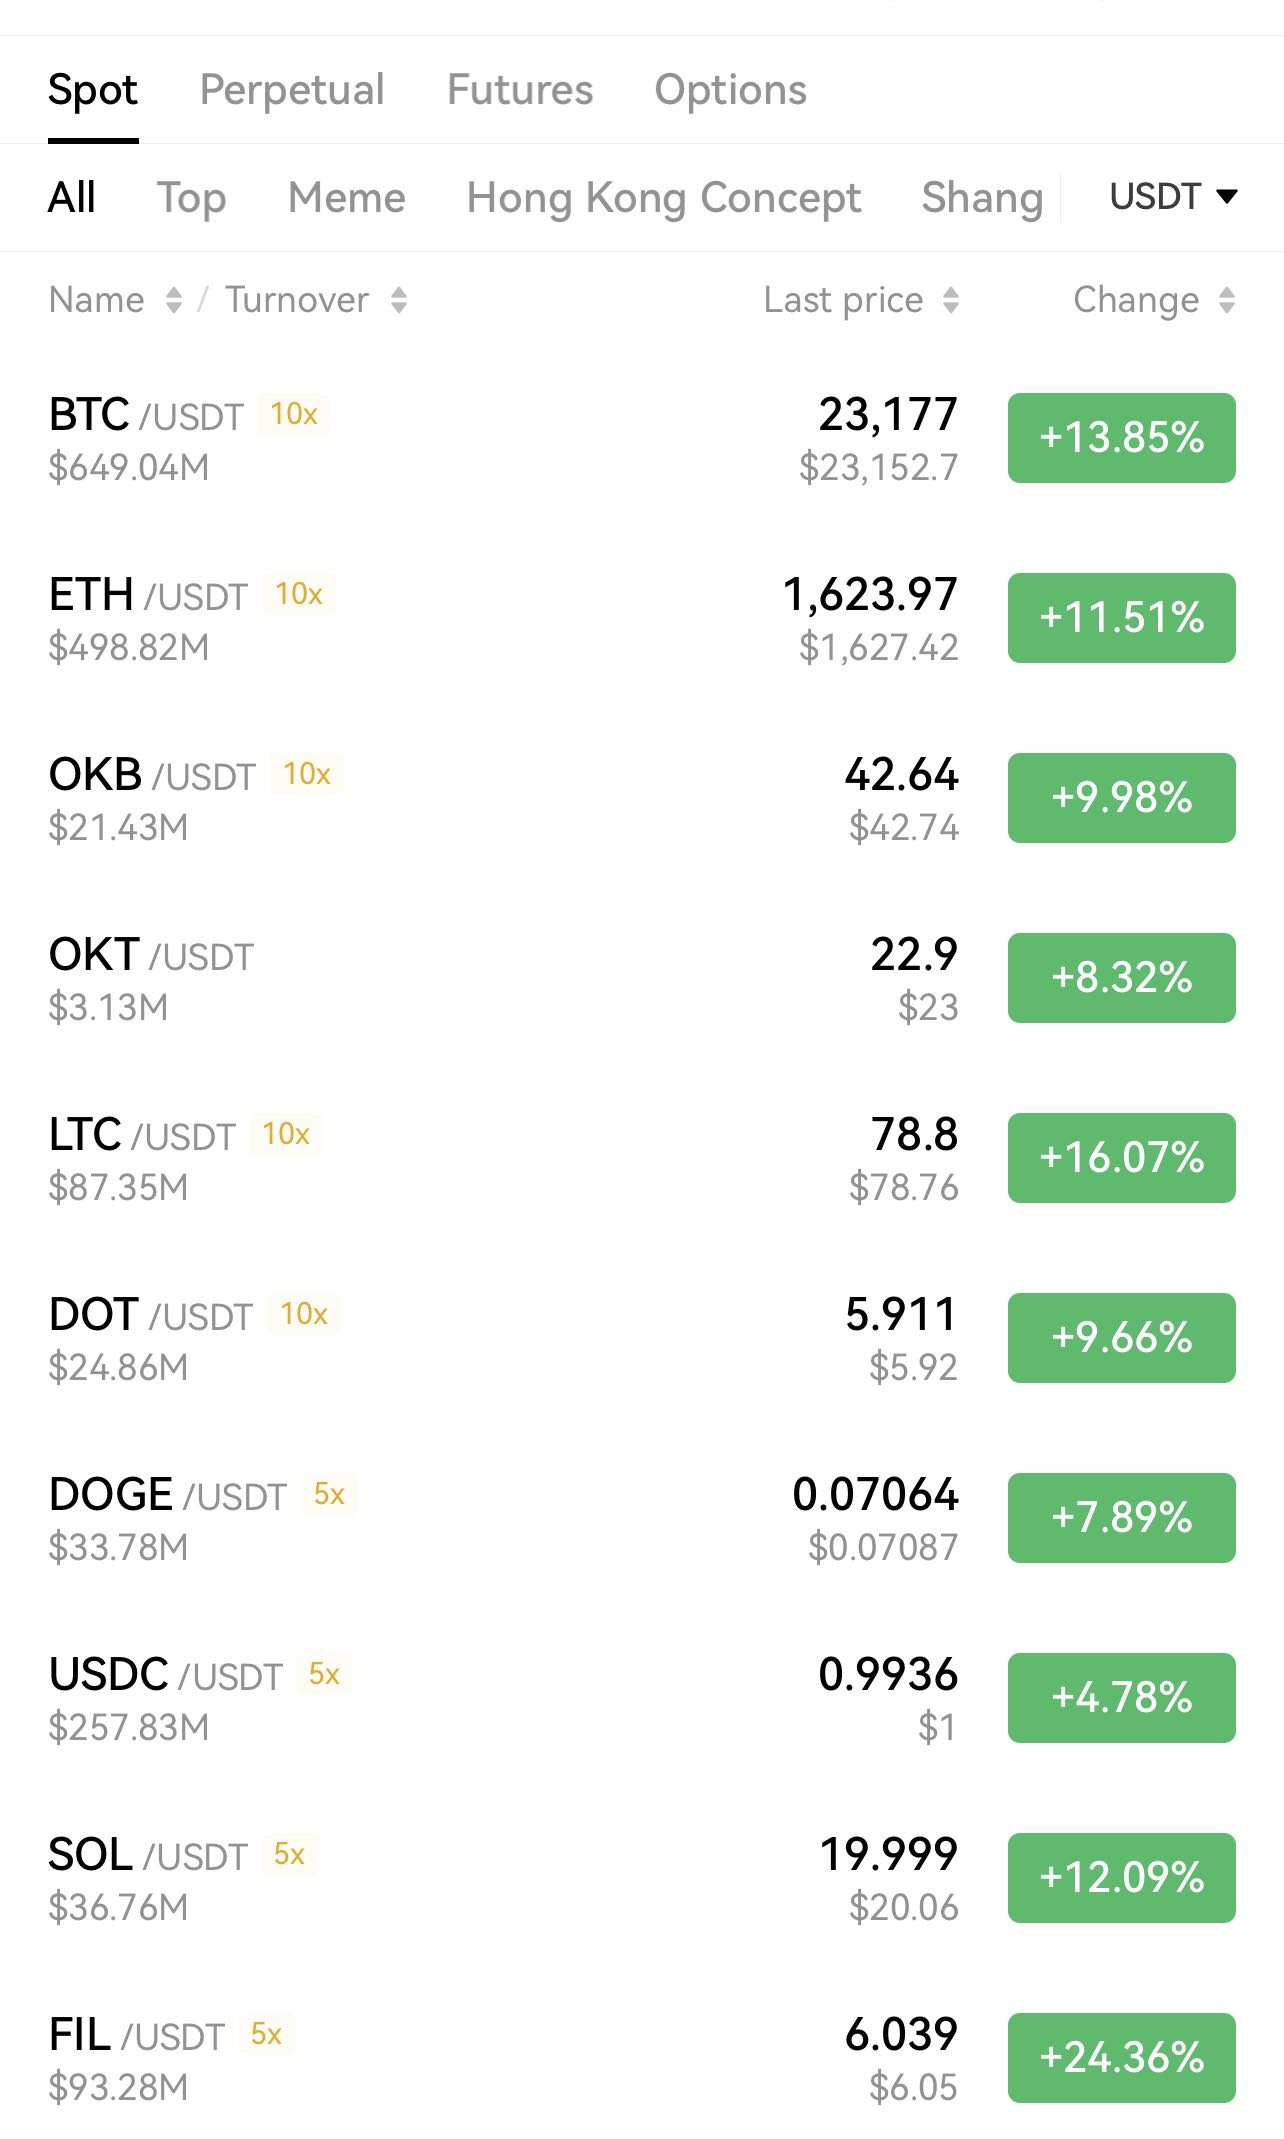 Spot Perpetual Futures Options
All Top Meme Hong Kong Concept Shang USDT
Name / Turnover Last price Change
BTC /USDT 10x 23,177 +13.85%
$649.04M $23,152.7
ETH /USDT 10x 1,623.97 +11.51%
$498.82M $1,627.42
OKB /USDT 10x 42.64 +9.98%
$21.43M $42.74
OKT /USDT 22.9 +8.32%
$3.13M $23
LTC /USDT 10x 78.8 +16.07%
$87.35M $78.76
DOT /USDT 10x 5.911 +9.66%
$24.86M $5.92
DOGE /USDT 5x 0.07064 +7.89%
$33.78M $0.07087
USDC /USDT 5x 0.9936 +4.78%
$257.83M $1
SOL /USDT 5x 19.999 +12.09%
$36.76M $20.06
FIL /USDT 5x 6.039 +24.36%
$93.28M $6.05